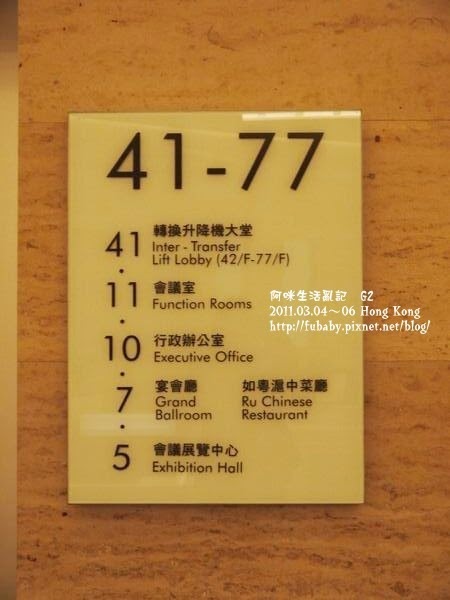 41-77
41 轉換升降機大堂
Inter - Transfer
Lift Lobby (42/F-77/F)
11 會議室
Function Rooms
10 行政辦公室
Executive Office
7 宴會廳 如粵滬中菜廳
Grand Ru Chinese
Ballroom Restaurant
5 會議展覽中心
Exhibition Hall
阿咪生活亂記 G2
2011.03.04~06 Hong Kong
http://fubaby.pixnet.net/blog/